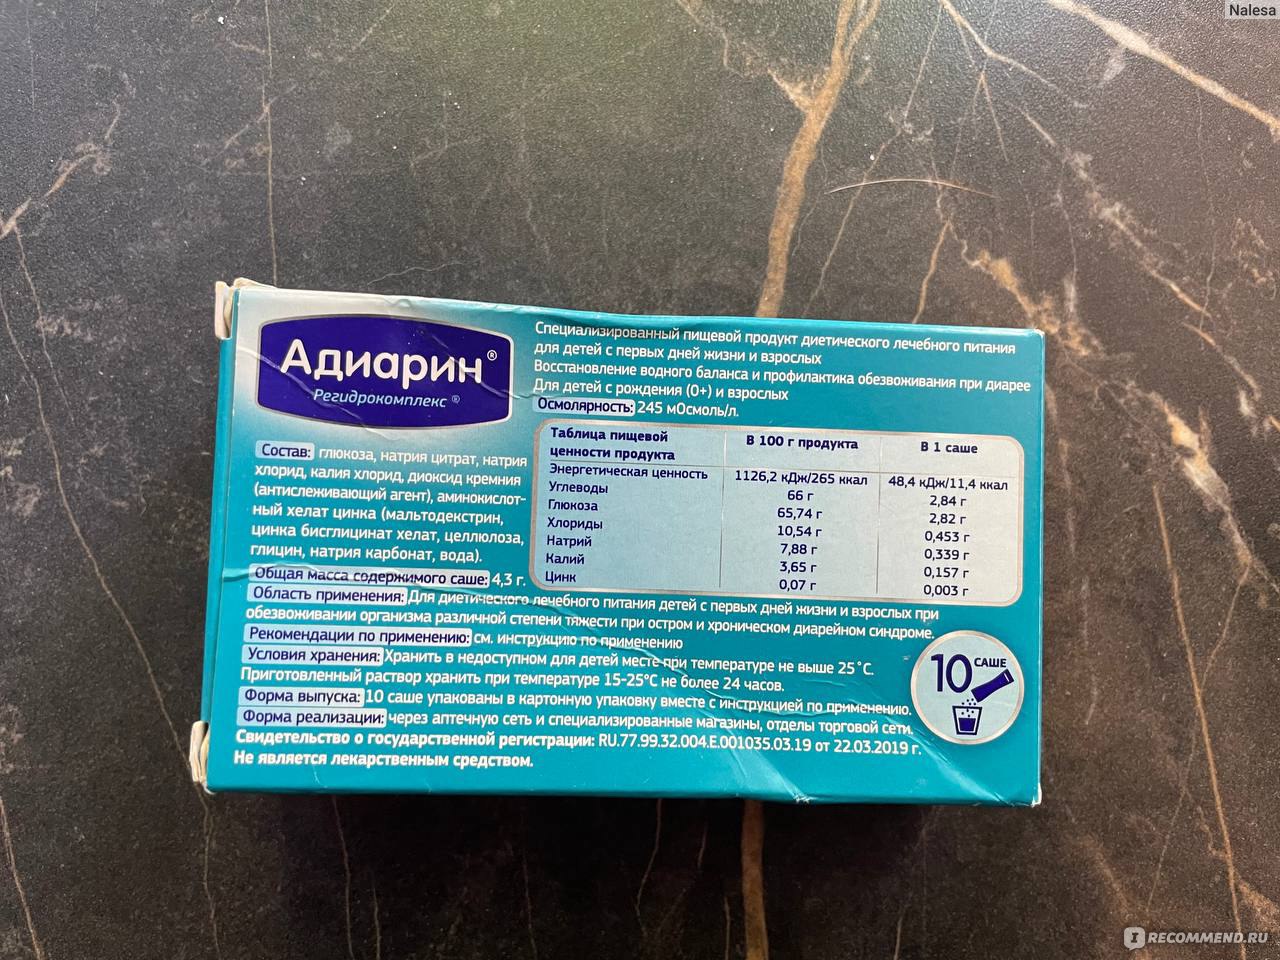 Nalesa
Адиарин®
Регидрокомплекс®
Специализированный пищевой продукт диетического лечебного питания
для детей с первых дней жизни и взрослых
Восстановление водного баланса и профилактика обезвоживания при диарее
Для детей с рождения (0+) и взрослых
Осмолярность: 245 мОсмоль/л.
Состав: глюкоза, натрия цитрат, натрия
хлорид, калия хлорид, диоксид кремния
(антислеживающий агент), аминокислот-
ный хелат цинка (мальтодекстрин,
цинка бисглицинат хелат, целлюлоза,
глицин, натрия карбонат, вода).
Общая масса содержимого саше: 4,3 г.
Таблица пищевой ценности продукта В 100 г продукта В 1 саше
Энергетическая ценность 1126,2 кДж/265 ккал 48,4 кДж/11,4 ккал
Углеводы 66 г 2,84 г
Глюкоза 65,74 г 2,82 г
Хлориды 10,54 г 0,453 г
Натрий 7,88 г 0,339 г
Калий 3,65 г 0,157 г
Цинк 0,07 г 0,003 г
Область применения: Для диетического лечебного питания детей с первых дней жизни и взрослых при
обезвоживании организма различной степени тяжести при остром и хроническом диарейном синдроме.
Рекомендации по применению: см. инструкцию по применению
Условия хранения: Хранить в недоступном для детей месте при температуре не выше 25°С.
Приготовленный раствор хранить при температуре 15-25°С не более 24 часов.
Форма выпуска: 10 саше упакованы в картонную упаковку вместе с инструкцией по применению.
Форма реализации: через аптечную сеть и специализированные магазины, отделы торговой сети.
Свидетельство о государственной регистрации: RU.77.99.32.004.E.001035.03.19 от 22.03.2019 г.
Не является лекарственным средством.
10 САШЕ
IRECOMMEND.RU